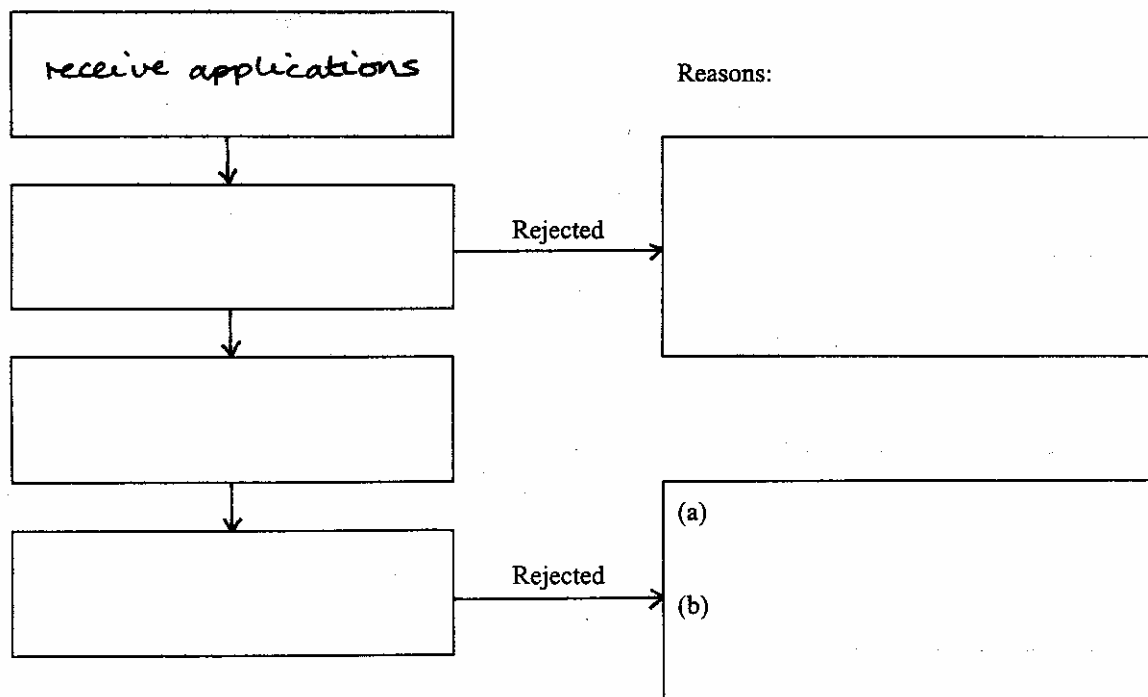 receive applications
Reasons:
Rejected
(a)
Rejected
(b)